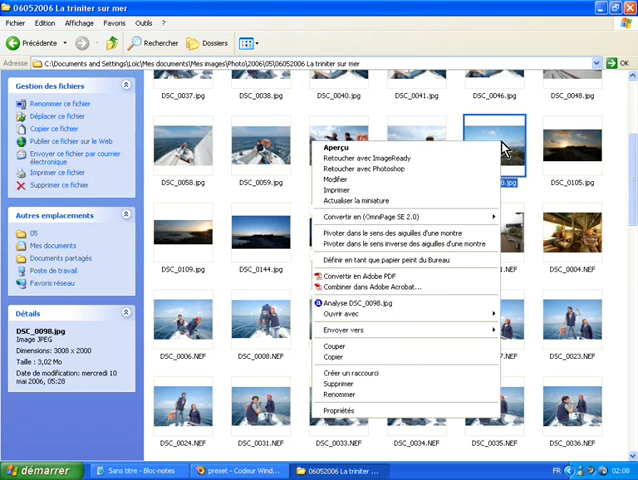 06052006 La triniter sur mer
Fichier Edition Affichage Favoris Outils ?
Précédente Rechercher Dossiers
Adresse C:\Documents and Settings\Loic\Mes documents\Mes images\Photo\2006\05\06052006 La triniter sur mer OK
Gestion des fichiers
Renommer ce fichier
Déplacer ce fichier
Copier ce fichier
Publier ce fichier sur le Web
Envoyer ce fichier par courrier
électronique
Imprimer ce fichier
Supprimer ce fichier
Autres emplacements
05
Mes documents
Documents partagés
Poste de travail
Favoris réseau
Détails
DSC_0098.jpg
Image JPEG
Dimensions: 3008 x 2000
Taille : 3,02 Mo
Date de modification: mercredi 10
mai 2006, 05:28
DSC_0037.jpg DSC_0038.jpg DSC_0040.jpg DSC_0041.jpg DSC_0046.jpg DSC_0048.jpg
DSC_0058.jpg DSC_0059.jpg 8.jpg DSC_0105.jpg
DSC_0109.jpg DSC_0144.jpg 1.NEF DSC_0004.NEF
DSC_0006.NEF DSC_0008.NEF 2.NEF DSC_0023.NEF
DSC_0024.NEF DSC_0031.NEF DSC_0033.NEF DSC_0034.NEF DSC_0035.NEF DSC_0036.NEF
Aperçu
Retoucher avec ImageReady
Retoucher avec Photoshop
Modifier
Imprimer
Actualiser la miniature
Convertir en (OmniPage SE 2.0)
Pivoter dans le sens des aiguilles d'une montre
Pivoter dans le sens inverse des aiguilles d'une montre
Définir en tant que papier peint du Bureau
Convertir en Adobe PDF
Combiner dans Adobe Acrobat...
Analyse DSC_0098.jpg
Ouvrir avec
Envoyer vers
Couper
Copier
Créer un raccourci
Supprimer
Renommer
Propriétés
démarrer Sans titre - Bloc-notes preset - Codeur Wind... 06052006 La triniter ... FR 02:08